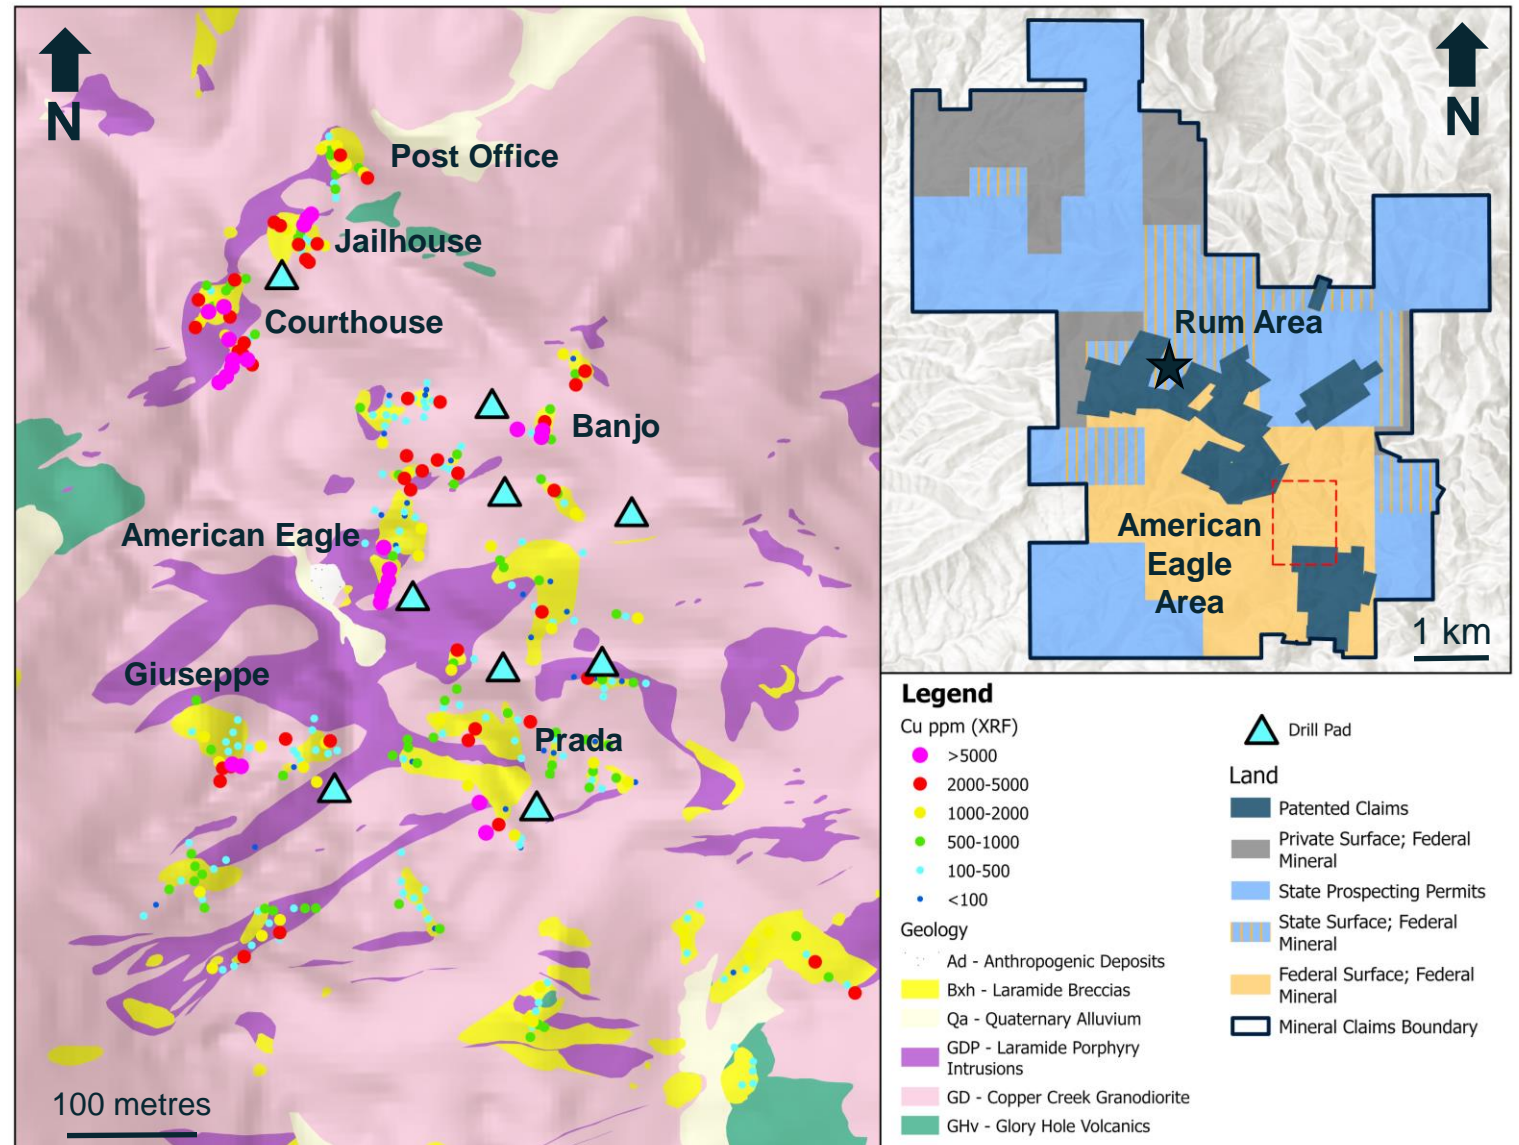 N
Post Office
Jailhouse
Courthouse
Banjo
American Eagle
Giuseppe
Prada
100 metres
N
Rum Area
American
Eagle
Area
1 km
Legend
Cu ppm (XRF)
>5000
2000-5000
1000-2000
500-1000
100-500
<100
Geology
Ad - Anthropogenic Deposits
Bxh - Laramide Breccias
Qa - Quaternary Alluvium
GDP - Laramide Porphyry
Intrusions
GD - Copper Creek Granodiorite
GHv - Glory Hole Volcanics
Drill Pad
Land
Patented Claims
Private Surface; Federal
Mineral
State Prospecting Permits
State Surface; Federal
Mineral
Federal Surface; Federal
Mineral
Mineral Claims Boundary